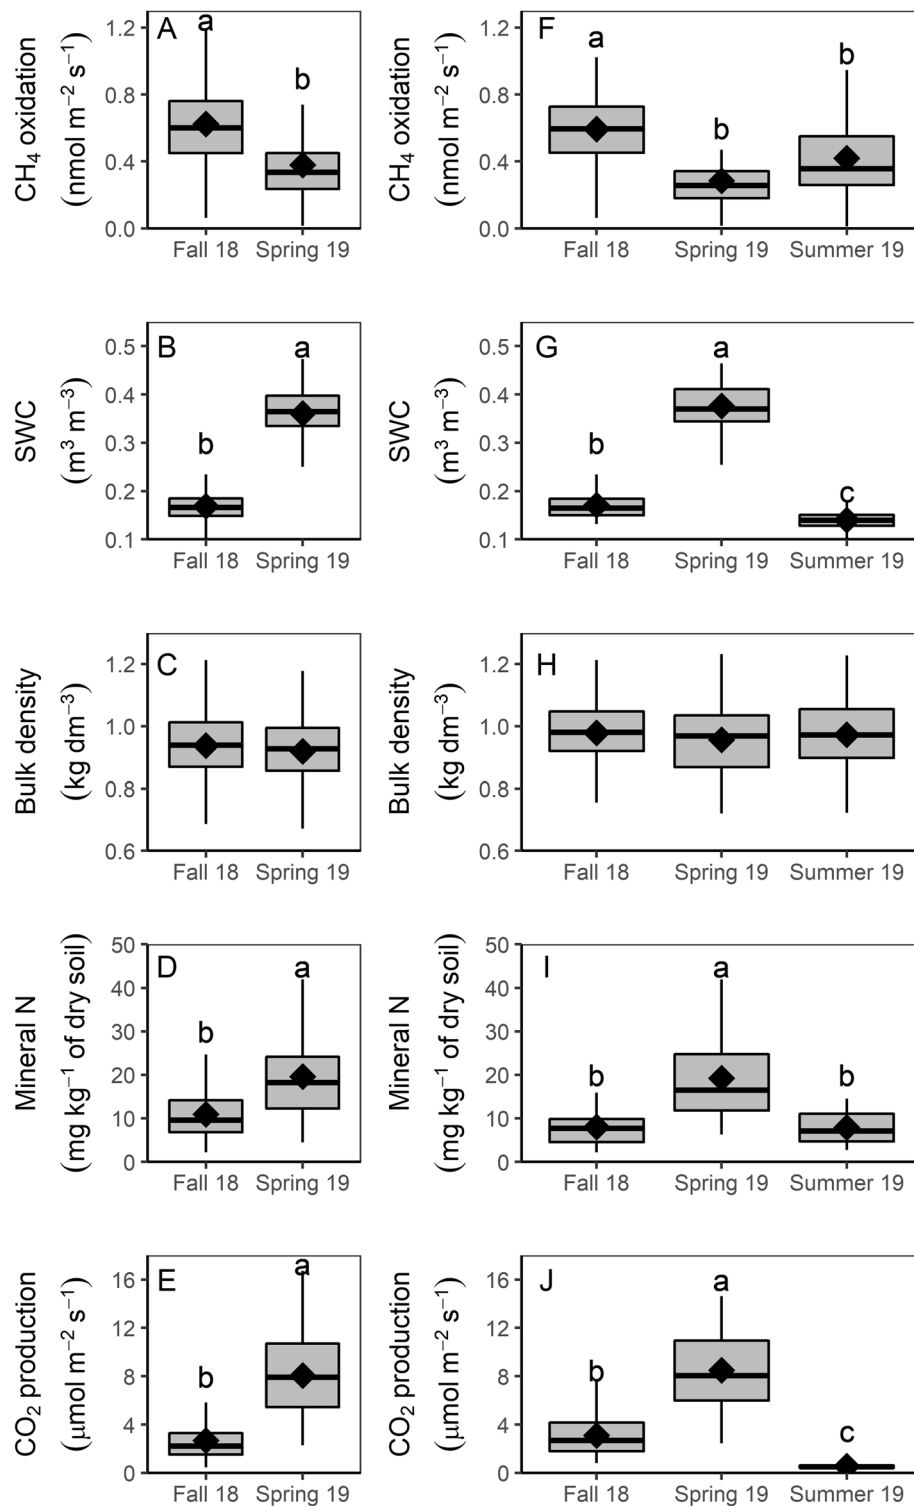 A
a
b
CH₄ oxidation
(nmol m⁻² s⁻¹)
1.2
0.8
0.4
0.0
Fall 18 Spring 19
F
a
b
b
CH₄ oxidation
(nmol m⁻² s⁻¹)
1.2
0.8
0.4
0.0
Fall 18 Spring 19 Summer 19
B
b
a
SWC
(m³ m⁻³)
0.5
0.4
0.3
0.2
0.1
Fall 18 Spring 19
G
b
a
c
SWC
(m³ m⁻³)
0.5
0.4
0.3
0.2
0.1
Fall 18 Spring 19 Summer 19
C
Bulk density
(kg dm⁻³)
1.2
1.0
0.8
0.6
Fall 18 Spring 19
H
Bulk density
(kg dm⁻³)
1.2
1.0
0.8
0.6
Fall 18 Spring 19 Summer 19
D
b
a
Mineral N
(mg kg⁻¹ of dry soil)
50
40
30
20
10
0
Fall 18 Spring 19
I
b
a
b
Mineral N
(mg kg⁻¹ of dry soil)
50
40
30
20
10
0
Fall 18 Spring 19 Summer 19
E
b
a
CO₂ production
(μmol m⁻² s⁻¹)
16
12
8
4
0
Fall 18 Spring 19
J
b
a
c
CO₂ production
(μmol m⁻² s⁻¹)
16
12
8
4
0
Fall 18 Spring 19 Summer 19